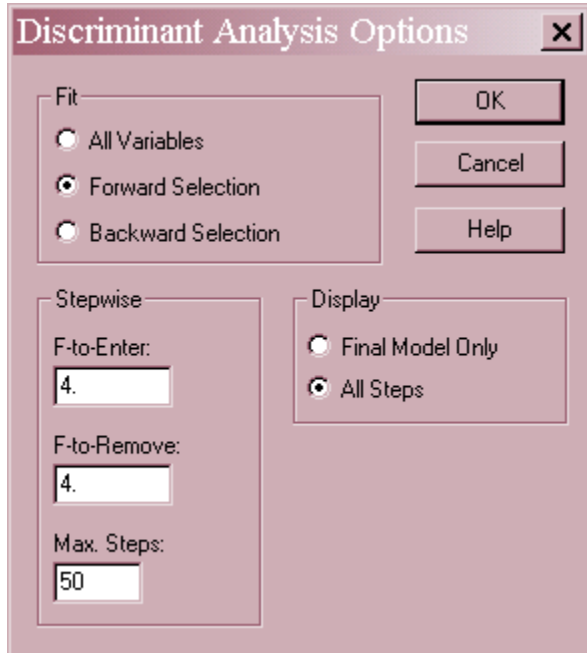 Discriminant Analysis Options
Fit
All Variables
Forward Selection
Backward Selection
OK
Cancel
Help
Stepwise
F-to-Enter:
4.
F-to-Remove:
4.
Max. Steps:
50
Display
Final Model Only
All Steps